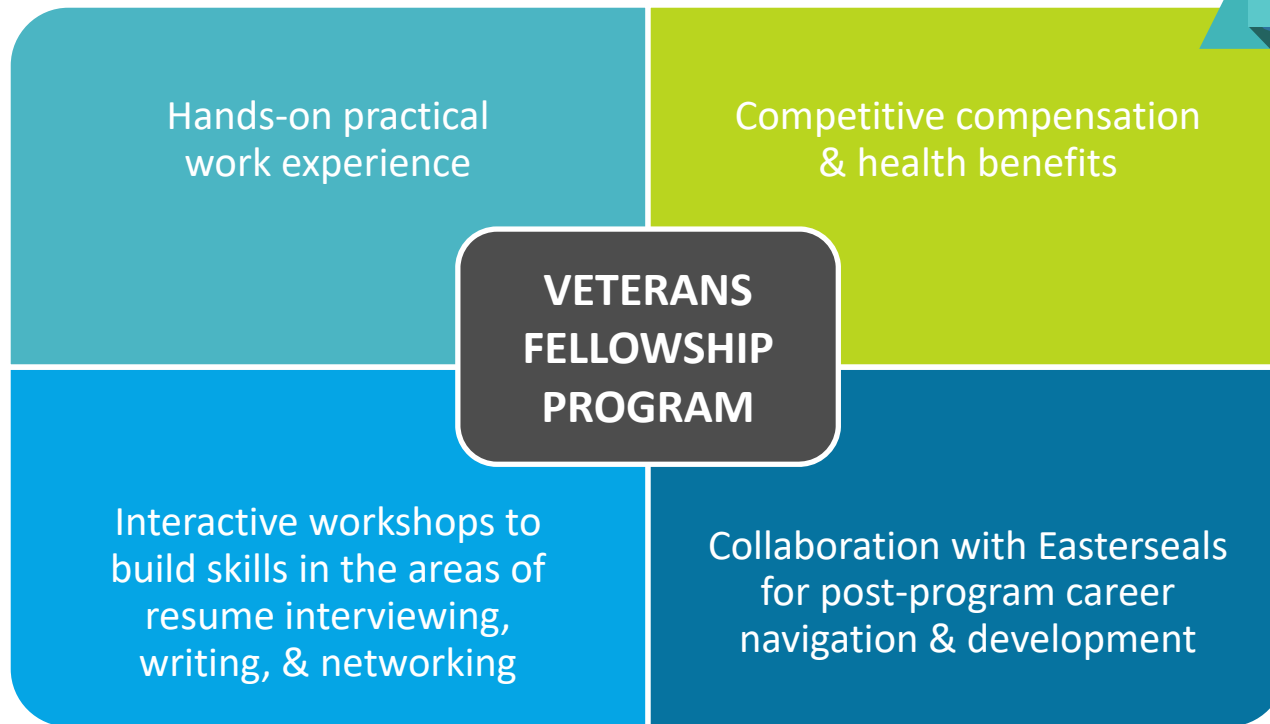 Hands-on practical
work experience
Competitive compensation
& health benefits
VETERANS
FELLOWSHIP
PROGRAM
Interactive workshops to
build skills in the areas of
resume interviewing,
writing, & networking
Collaboration with Easterseals
for post-program career
navigation & development